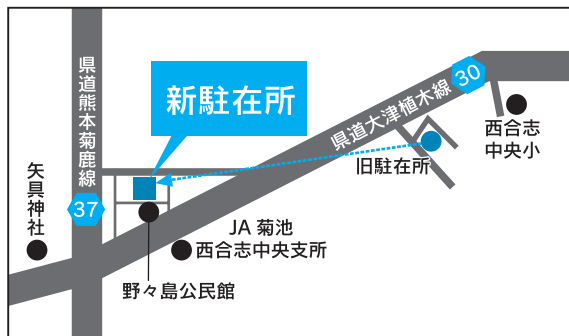 県道熊本菊鹿線
37
新駐在所
県道大津植木線
30
西合志
中央小
旧駐在所
矢具神社
JA 菊池
西合志中央支所
野々島公民館